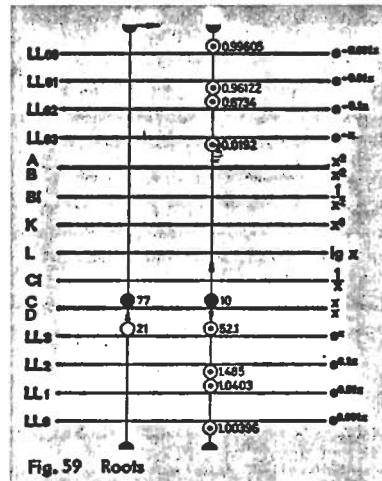 0.99605
LL00 e^-0.001x
LL01 0.96122 e^-0.01x
LL02 0.6734 e^-0.1x
LL03 0.0192 e^-x
A x²
B x²
BI
K x³
L lg x
CI 1/x
C 77 10 x
D x
LL3 21 52.1 e^x
LL2 1.485 e^0.1x
LL1 1.0403 e^0.01x
LL0 1.00396 e^0.001x
Fig. 59 Roots